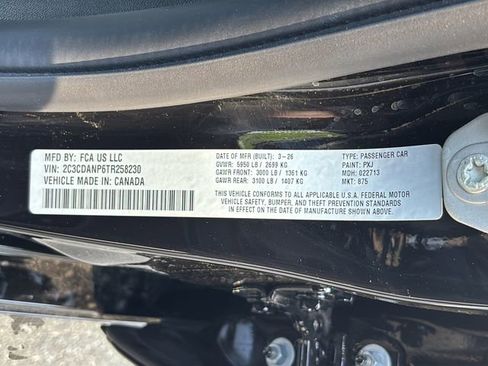 MFD BY: FCA US LLC
VIN: 2C3CDANP6TR258230
VEHICLE MADE IN: CANADA
DATE OF MFR (BUILT): 3-26
GVWR: 5950 LB / 2699 KG.
GAWR FRONT: 3000 LB / 1361 KG
GAWR REAR: 3100 LB / 1407 KG
TYPE: PASSENGER CAR
PAINT: PXJ
MDH: 022713
MKT: 875
THIS VEHICLE CONFORMS TO ALL APPLICABLE U.S.A. FEDERAL MOTOR
VEHICLE SAFETY, BUMPER, AND THEFT PREVENTION STANDARDS
IN EFFECT ON THE DATE OF MANUFACTURE SHOWN ABOVE.